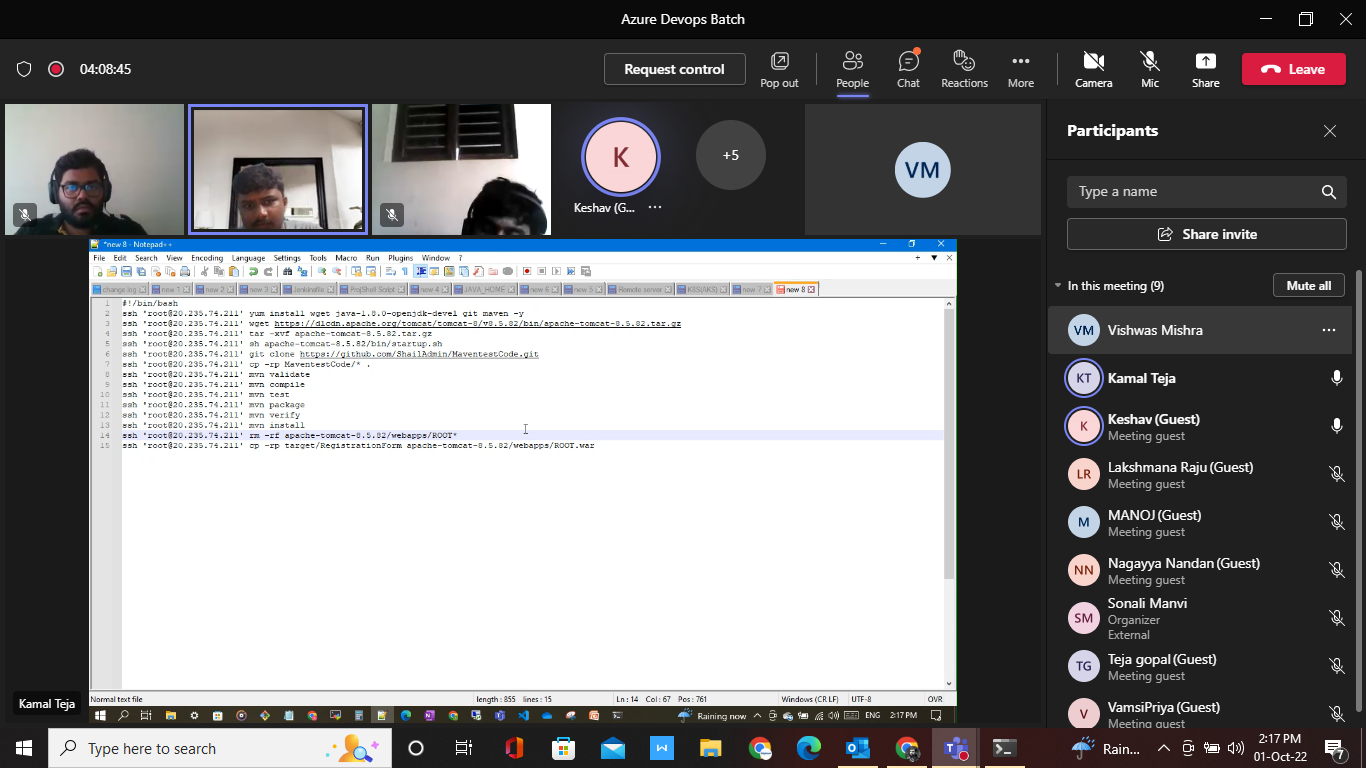 Azure Devops Batch
04:08:45
Request control
Pop out
People
Chat
Reactions
More
Camera
Mic
Share
Leave
K
Keshav (G...
+5
VM
Participants
Type a name
Share invite
In this meeting (9)
Mute all
VM Vishwas Mishra
KT Kamal Teja
K Keshav (Guest)
Meeting guest
LR Lakshmana Raju (Guest)
Meeting guest
M MANOJ (Guest)
Meeting guest
NN Nagayya Nandan (Guest)
Meeting guest
SM Sonali Manvi
Organizer
External
TG Teja gopal (Guest)
Meeting guest
V VamsiPriya (Guest)
Meeting guest
*new 8 - Notepad++
File Edit Search View Encoding Language Settings Tools Macro Run Plugins Window ?
change.log new 1 new 2 new 3 Jenkinsfile ProjShell Script new 4 JAVA_HOME new 6 new 5 Remote server K8S(AKS) new 7 new 8
1 #!/bin/bash
2 ssh 'root@20.235.74.211' yum install wget java-1.8.0-openjdk-devel git maven -y
3 ssh 'root@20.235.74.211' wget https://dlcdn.apache.org/tomcat/tomcat-8/v8.5.82/bin/apache-tomcat-8.5.82.tar.gz
4 ssh 'root@20.235.74.211' tar -xvf apache-tomcat-8.5.82.tar.gz
5 ssh 'root@20.235.74.211' sh apache-tomcat-8.5.82/bin/startup.sh
6 ssh 'root@20.235.74.211' git clone https://github.com/ShailAdmin/MaventestCode.git
7 ssh 'root@20.235.74.211' cp -rp MaventestCode/* .
8 ssh 'root@20.235.74.211' mvn validate
9 ssh 'root@20.235.74.211' mvn compile
10 ssh 'root@20.235.74.211' mvn test
11 ssh 'root@20.235.74.211' mvn package
12 ssh 'root@20.235.74.211' mvn verify
13 ssh 'root@20.235.74.211' mvn install
14 ssh 'root@20.235.74.211' rm -rf apache-tomcat-8.5.82/webapps/ROOT*
15 ssh 'root@20.235.74.211' cp -rp target/RegistrationForm apache-tomcat-8.5.82/webapps/ROOT.war
Normal text file length : 855 lines : 15 Ln : 14 Col : 67 Pos : 761 Windows (CR LF) UTF-8 OVR
Kamal Teja
Raining now ENG 2:17 PM
Type here to search
Rain...
2:17 PM
01-Oct-22
7